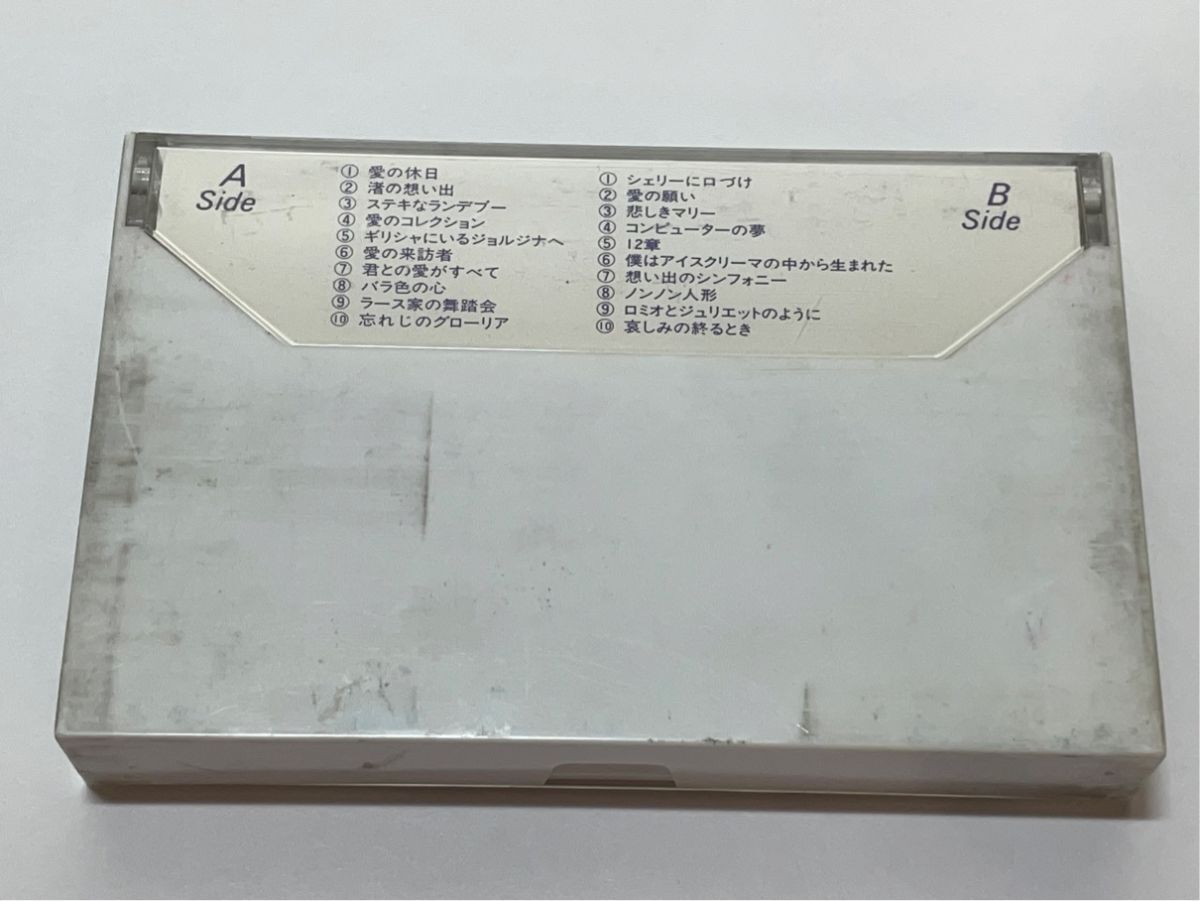 A
Side
① 愛の休日
② 渚の想い出
③ ステキなランデブー
④ 愛のコレクション
⑤ ギリシャにいるジョルジナへ
⑥ 愛の来訪者
⑦ 君との愛がすべて
⑧ バラ色の心
⑨ ラース家の舞踏会
⑩ 忘れじのグローリア
① シェリーに口づけ
② 愛の願い
③ 悲しきマリー
④ コンピューターの夢
⑤ 12章
⑥ 僕はアイスクリーマの中から生まれた
⑦ 想い出のシンフォニー
⑧ ノンノン人形
⑨ ロミオとジュリエットのように
⑩ 哀しみの終るとき
B
Side